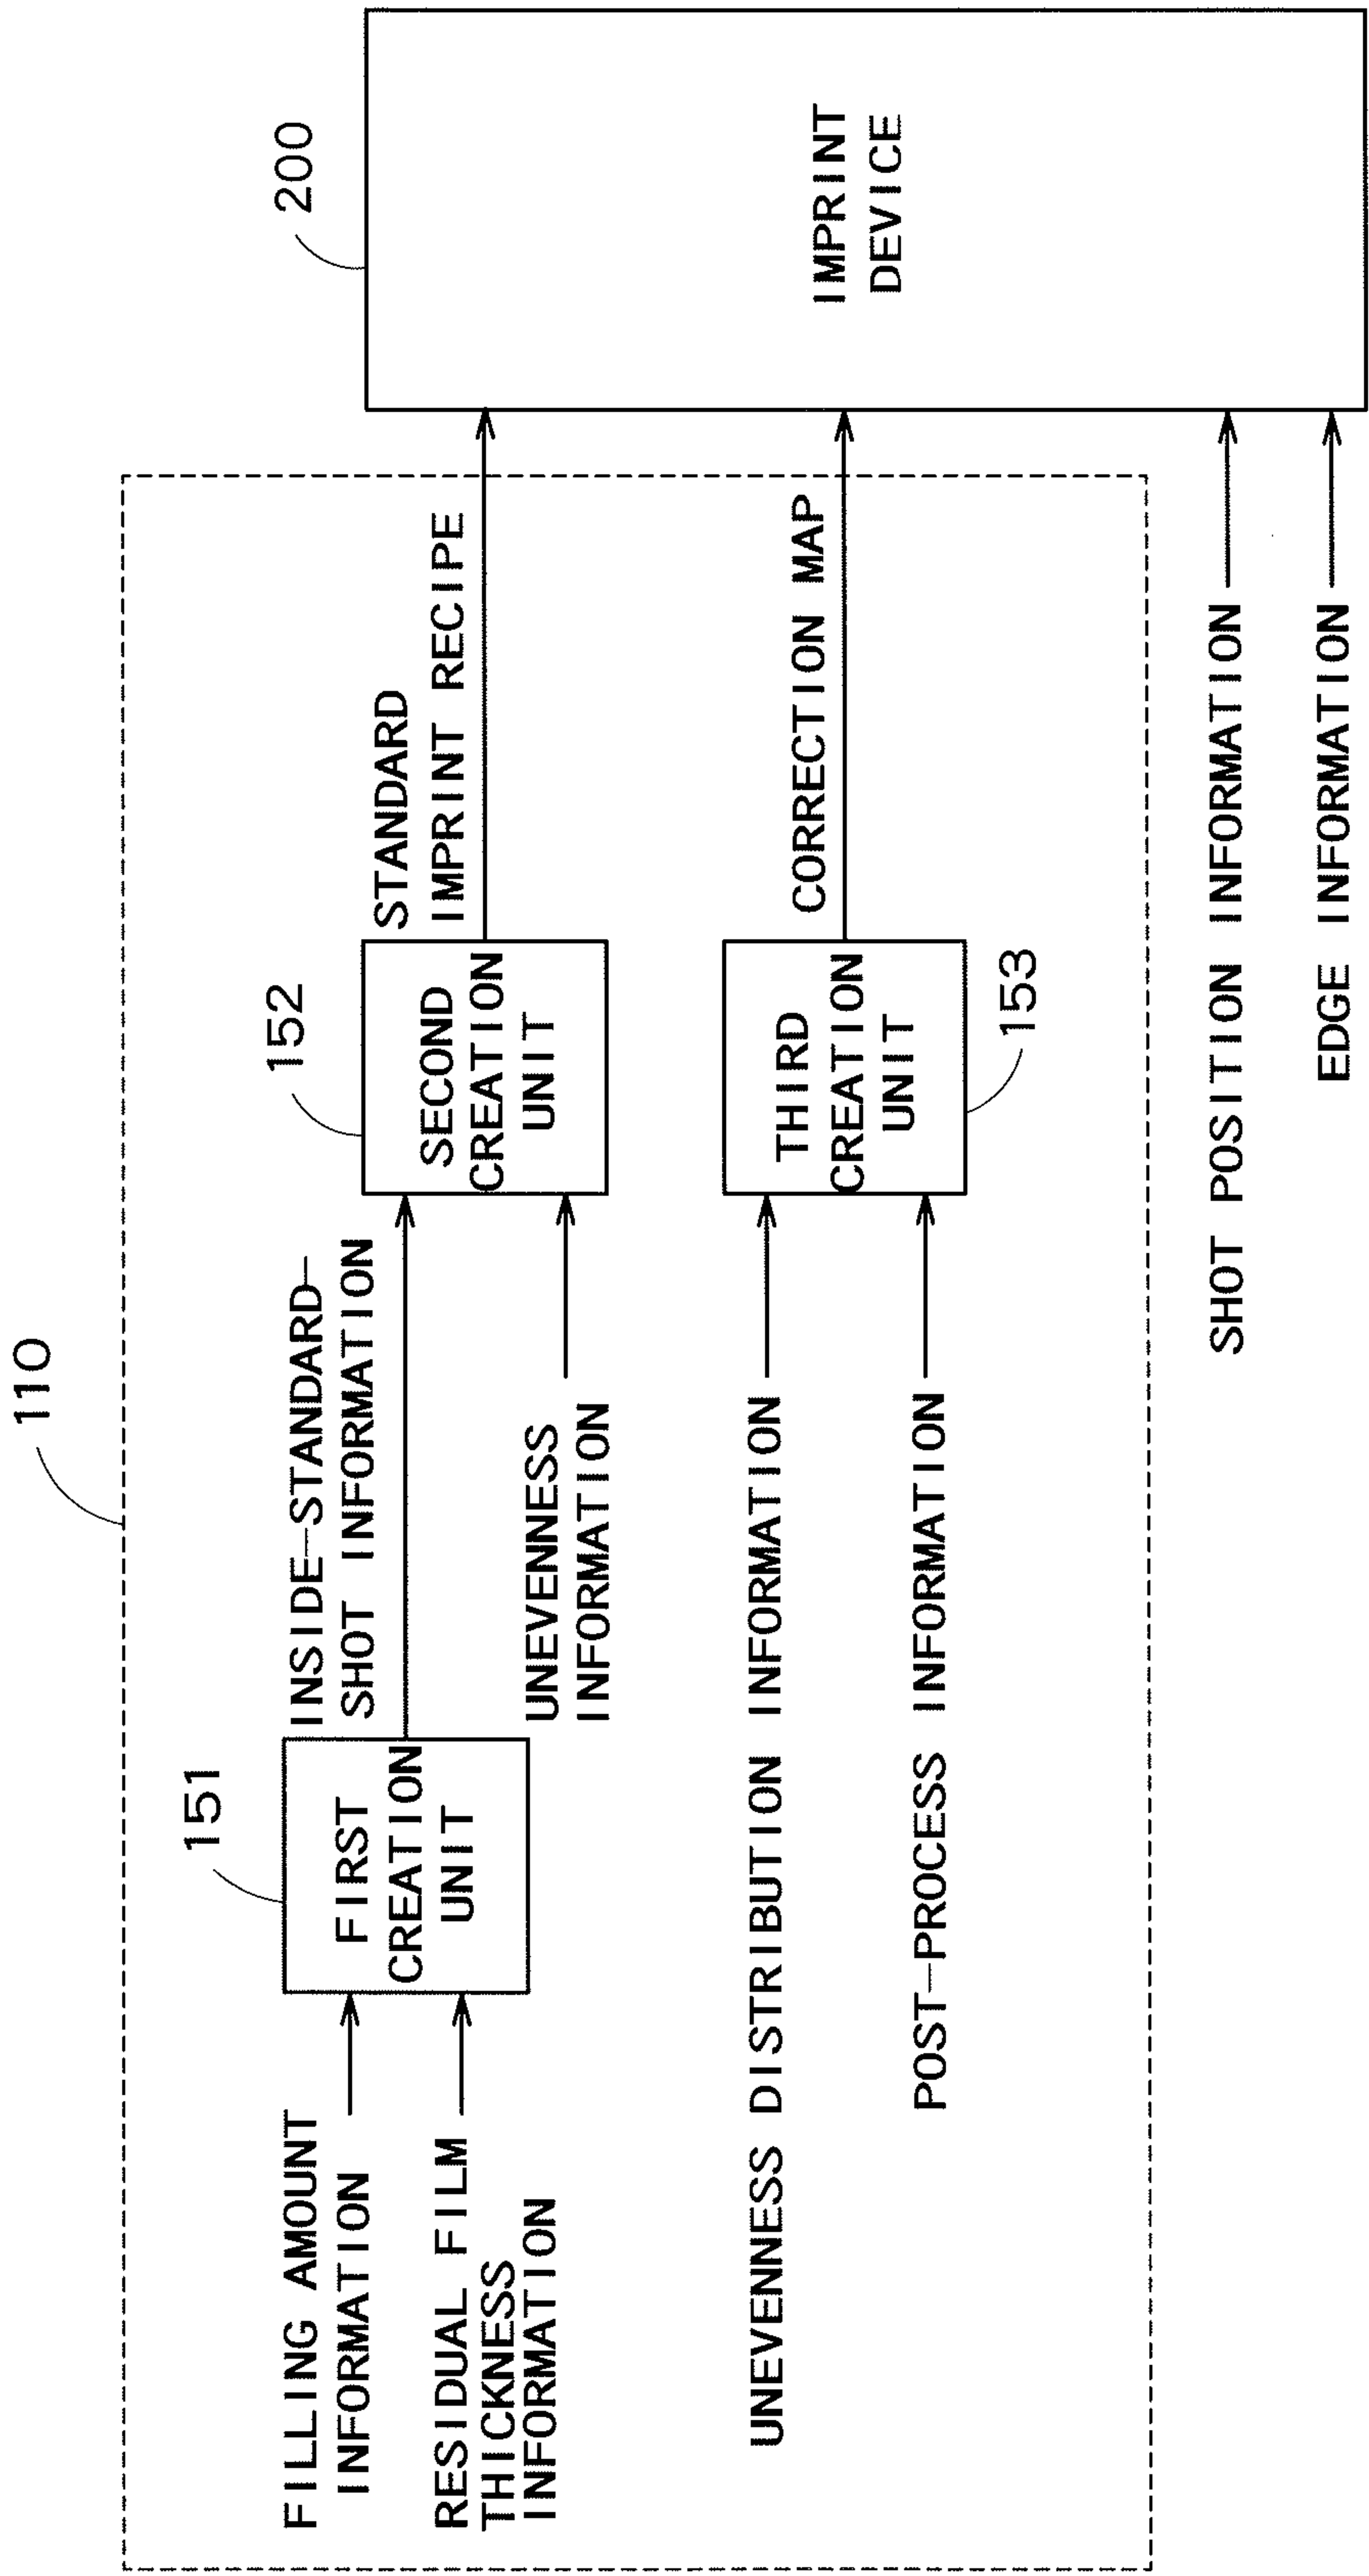 110
151
FILLING AMOUNT
INFORMATION
RESIDUAL FILM
THICKNESS
INFORMATION
FIRST
CREATION
UNIT
INSIDE-STANDARD-
SHOT INFORMATION
152
UNEVENNESS
INFORMATION
SECOND
CREATION
UNIT
STANDARD
IMPRINT RECIPE
UNEVENNESS DISTRIBUTION INFORMATION
POST-PROCESS INFORMATION
THIRD
CREATION
UNIT
153
CORRECTION MAP
SHOT POSITION INFORMATION
EDGE INFORMATION
200
IMPRINT
DEVICE